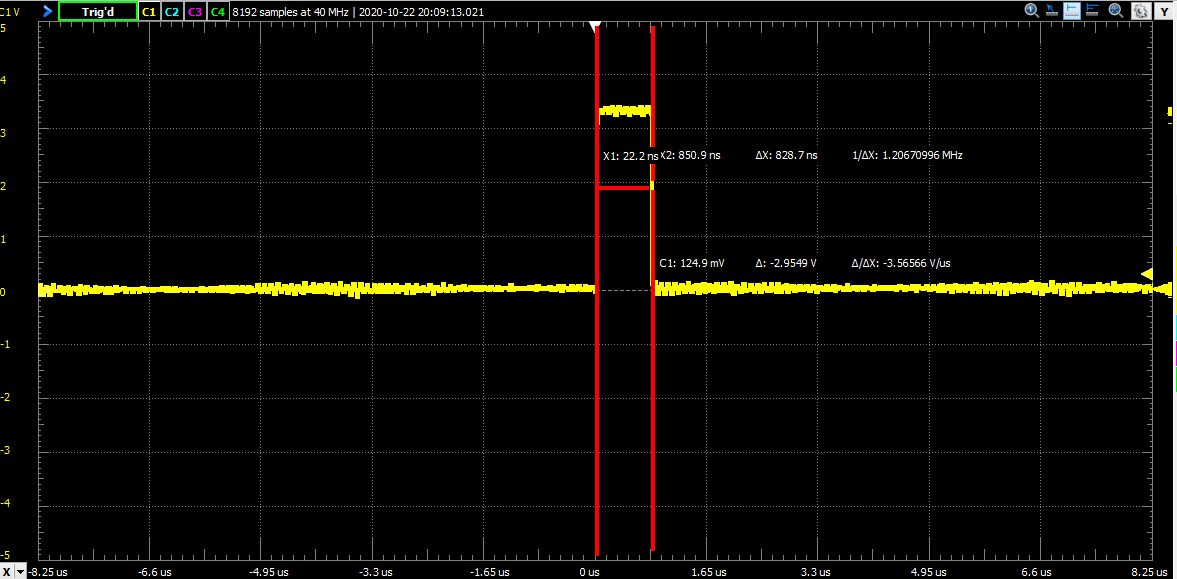 C1 V Trig'd C1 C2 C3 C4 8192 samples at 40 MHz | 2020-10-22 20:09:13.021 Y
5
4
3
X1: 22.2 ns X2: 850.9 ns ΔX: 828.7 ns 1/ΔX: 1.20670996 MHz
2
1
C1: 124.9 mV Δ: -2.9549 V Δ/ΔX: -3.56566 V/us
0
-1
-2
-3
-4
-5
X -8.25 us -6.6 us -4.95 us -3.3 us -1.65 us 0 us 1.65 us 3.3 us 4.95 us 6.6 us 8.25 us